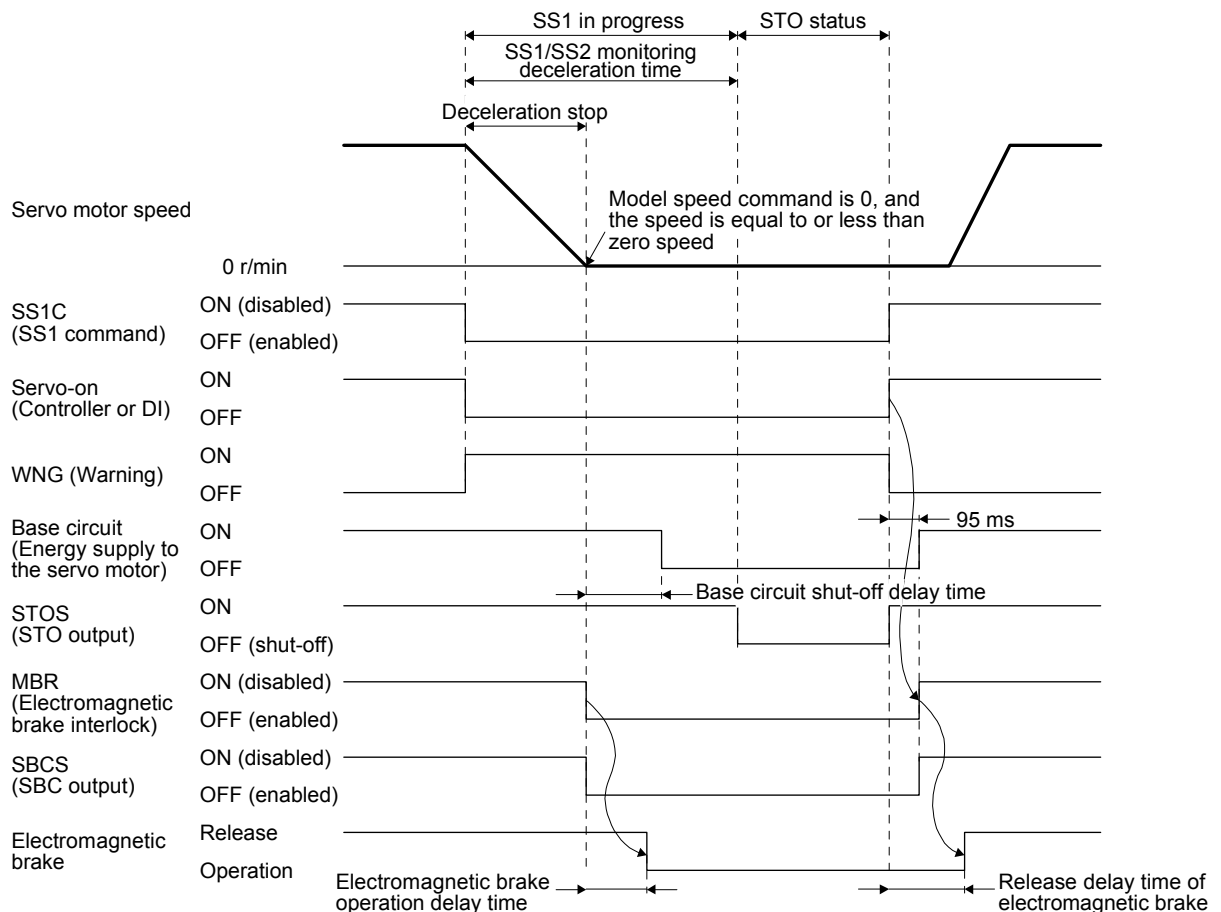 SS1 in progress
STO status
SS1/SS2 monitoring
deceleration time
Deceleration stop
Servo motor speed
Model speed command is 0, and
the speed is equal to or less than
zero speed
0 r/min
SS1C
(SS1 command)
ON (disabled)
OFF (enabled)
Servo-on
(Controller or DI)
ON
OFF
WNG (Warning)
ON
OFF
Base circuit
(Energy supply to
the servo motor)
ON
OFF
95 ms
Base circuit shut-off delay time
STOS
(STO output)
ON
OFF (shut-off)
MBR
(Electromagnetic
brake interlock)
ON (disabled)
OFF (enabled)
SBCS
(SBC output)
ON (disabled)
OFF (enabled)
Electromagnetic
brake
Release
Operation
Electromagnetic brake
operation delay time
Release delay time of
electromagnetic brake